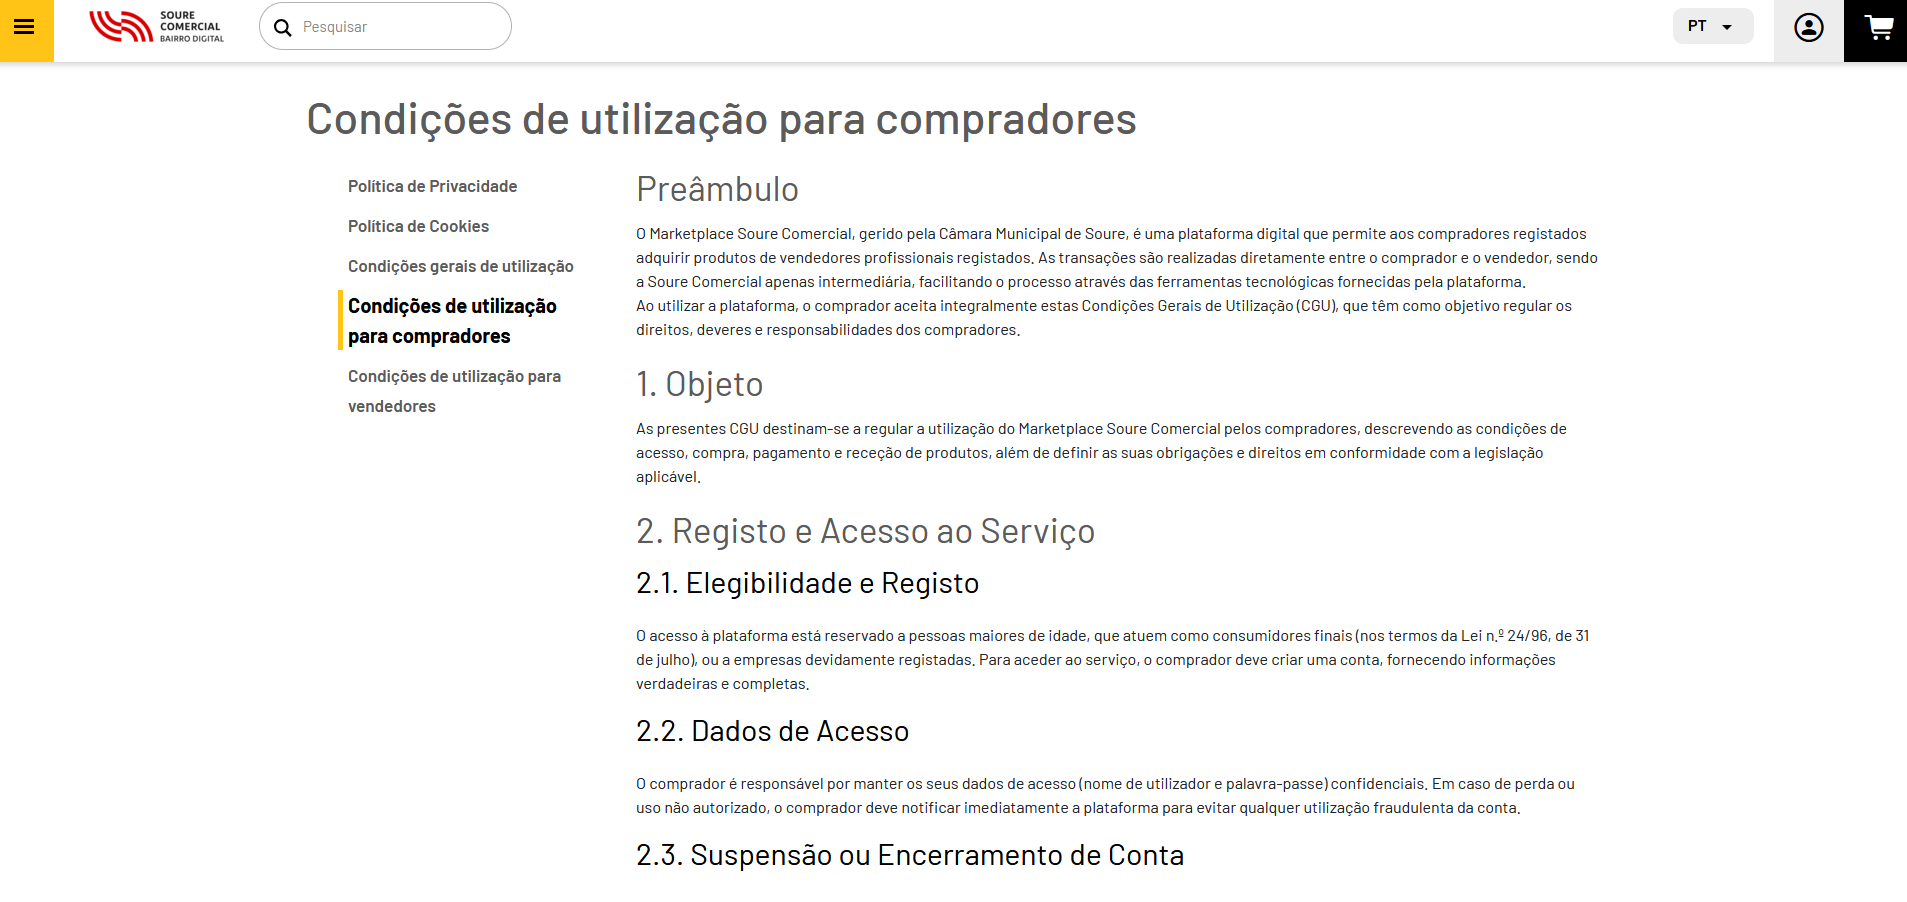 SOURE
COMERCIAL
BAIRRO DIGITAL
Pesquisar
PT
Condições de utilização para compradores
Política de Privacidade
Política de Cookies
Condições gerais de utilização
Condições de utilização
para compradores
Condições de utilização para
vendedores
Preâmbulo
O Marketplace Soure Comercial, gerido pela Câmara Municipal de Soure, é uma plataforma digital que permite aos compradores registados
adquirir produtos de vendedores profissionais registados. As transações são realizadas diretamente entre o comprador e o vendedor, sendo
a Soure Comercial apenas intermediária, facilitando o processo através das ferramentas tecnológicas fornecidas pela plataforma.
Ao utilizar a plataforma, o comprador aceita integralmente estas Condições Gerais de Utilização (CGU), que têm como objetivo regular os
direitos, deveres e responsabilidades dos compradores.
1. Objeto
As presentes CGU destinam-se a regular a utilização do Marketplace Soure Comercial pelos compradores, descrevendo as condições de
acesso, compra, pagamento e receção de produtos, além de definir as suas obrigações e direitos em conformidade com a legislação
aplicável.
2. Registo e Acesso ao Serviço
2.1. Elegibilidade e Registo
O acesso à plataforma está reservado a pessoas maiores de idade, que atuem como consumidores finais (nos termos da Lei n.º 24/96, de 31
de julho), ou a empresas devidamente registadas. Para aceder ao serviço, o comprador deve criar uma conta, fornecendo informações
verdadeiras e completas.
2.2. Dados de Acesso
O comprador é responsável por manter os seus dados de acesso (nome de utilizador e palavra-passe) confidenciais. Em caso de perda ou
uso não autorizado, o comprador deve notificar imediatamente a plataforma para evitar qualquer utilização fraudulenta da conta.
2.3. Suspensão ou Encerramento de Conta